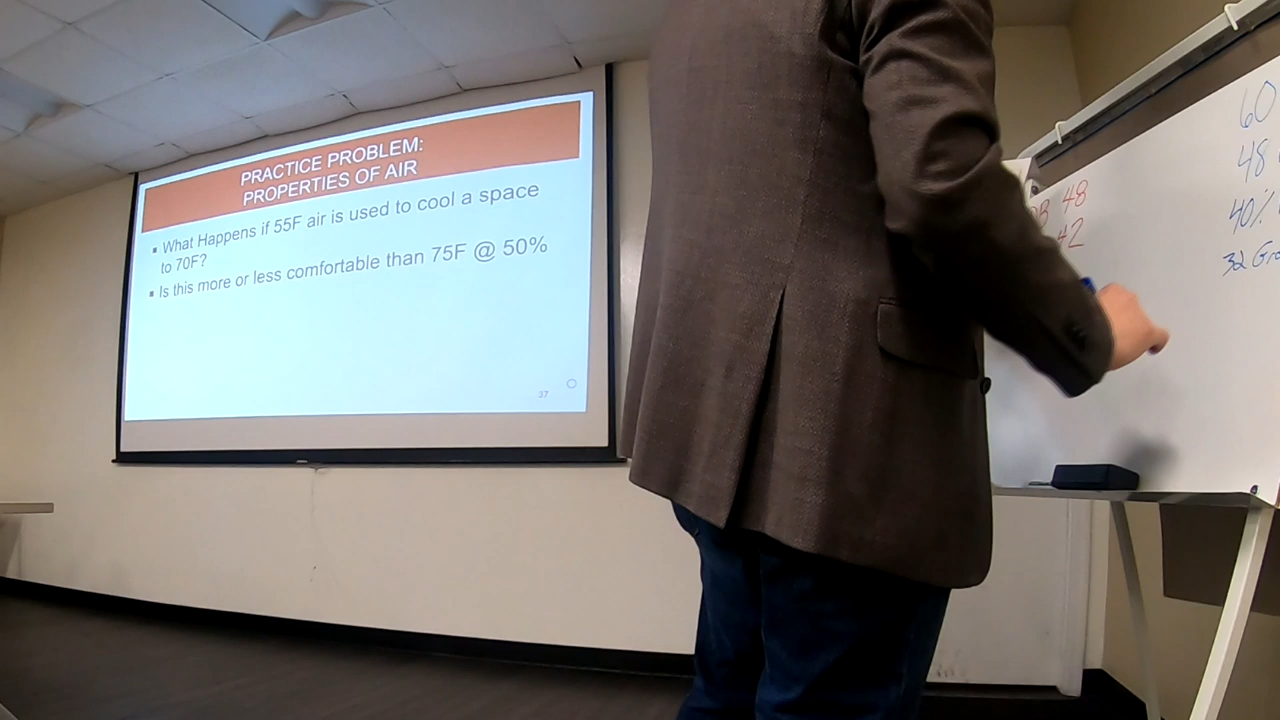 PRACTICE PROBLEM:
PROPERTIES OF AIR
▪ What Happens if 55F air is used to cool a space
to 70F?
▪ Is this more or less comfortable than 75F @ 50%
37
DB 48
42
60
48
40%
32